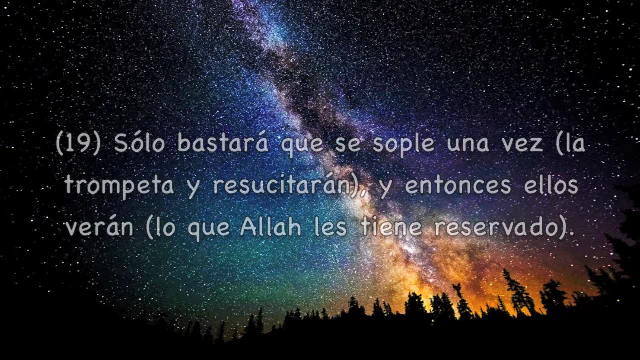 (19) Sólo bastará que se sople una vez (la
trompeta y resucitarán), y entonces ellos
verán (lo que Allah les tiene reservado).